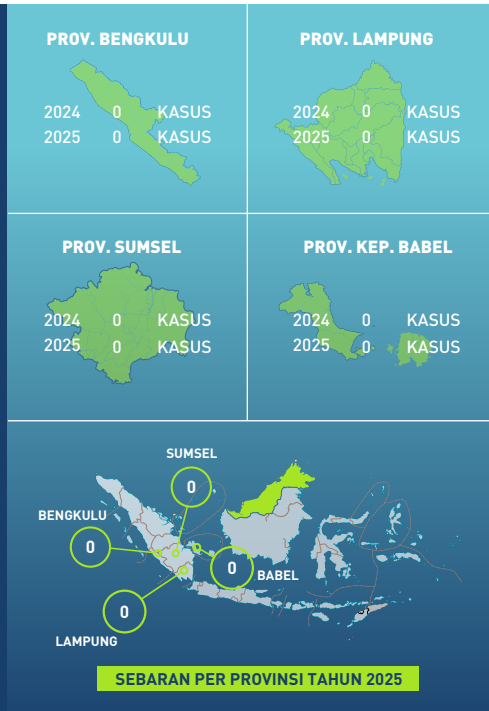 PROV. BENGKULU
2024 0 KASUS
2025 0 KASUS
PROV. LAMPUNG
2024 0 KASUS
2025 0 KASUS
PROV. SUMSEL
2024 0 KASUS
2025 0 KASUS
PROV. KEP. BABEL
2024 0 KASUS
2025 0 KASUS
SUMSEL
0
BENGKULU
0
0
BABEL
0
LAMPUNG
SEBARAN PER PROVINSI TAHUN 2025